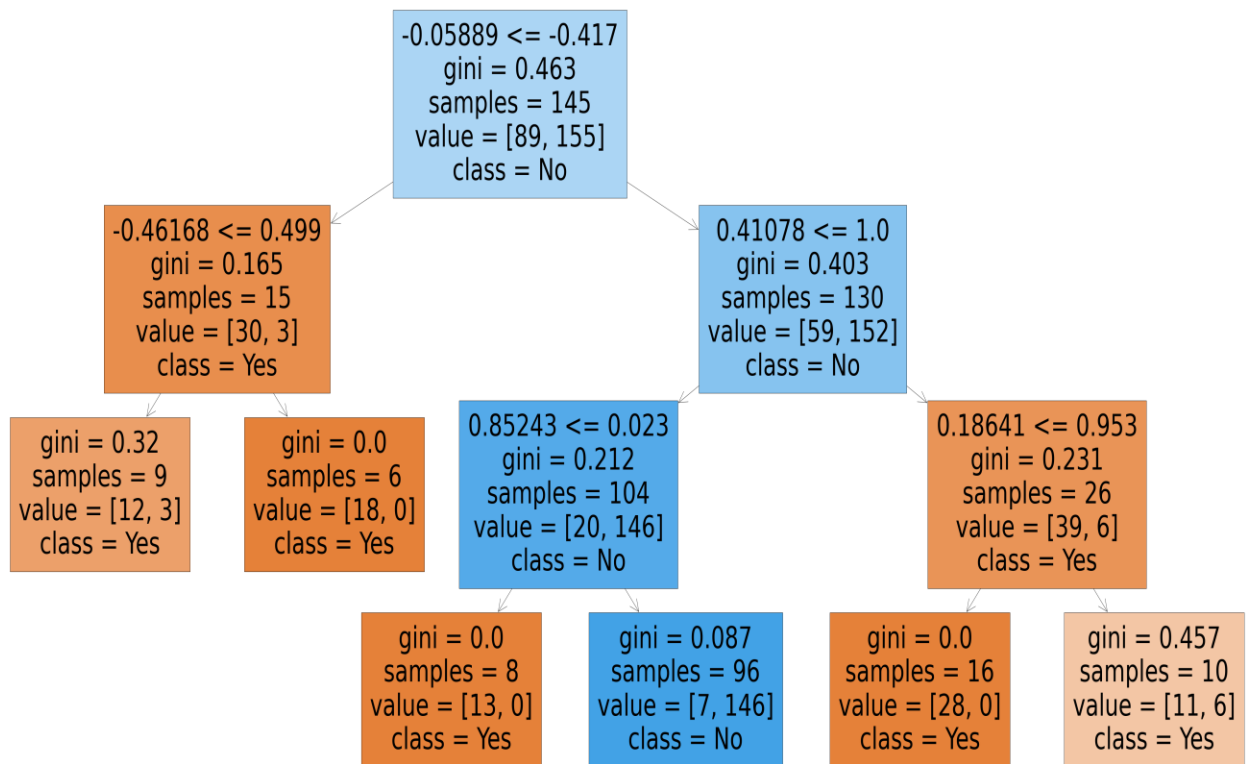 -0.05889 <= -0.417
gini = 0.463
samples = 145
value = [89, 155]
class = No
-0.46168 <= 0.499
gini = 0.165
samples = 15
value = [30, 3]
class = Yes
0.41078 <= 1.0
gini = 0.403
samples = 130
value = [59, 152]
class = No
gini = 0.32
samples = 9
value = [12, 3]
class = Yes
gini = 0.0
samples = 6
value = [18, 0]
class = Yes
0.85243 <= 0.023
gini = 0.212
samples = 104
value = [20, 146]
class = No
0.18641 <= 0.953
gini = 0.231
samples = 26
value = [39, 6]
class = Yes
gini = 0.0
samples = 8
value = [13, 0]
class = Yes
gini = 0.087
samples = 96
value = [7, 146]
class = No
gini = 0.0
samples = 16
value = [28, 0]
class = Yes
gini = 0.457
samples = 10
value = [11, 6]
class = Yes